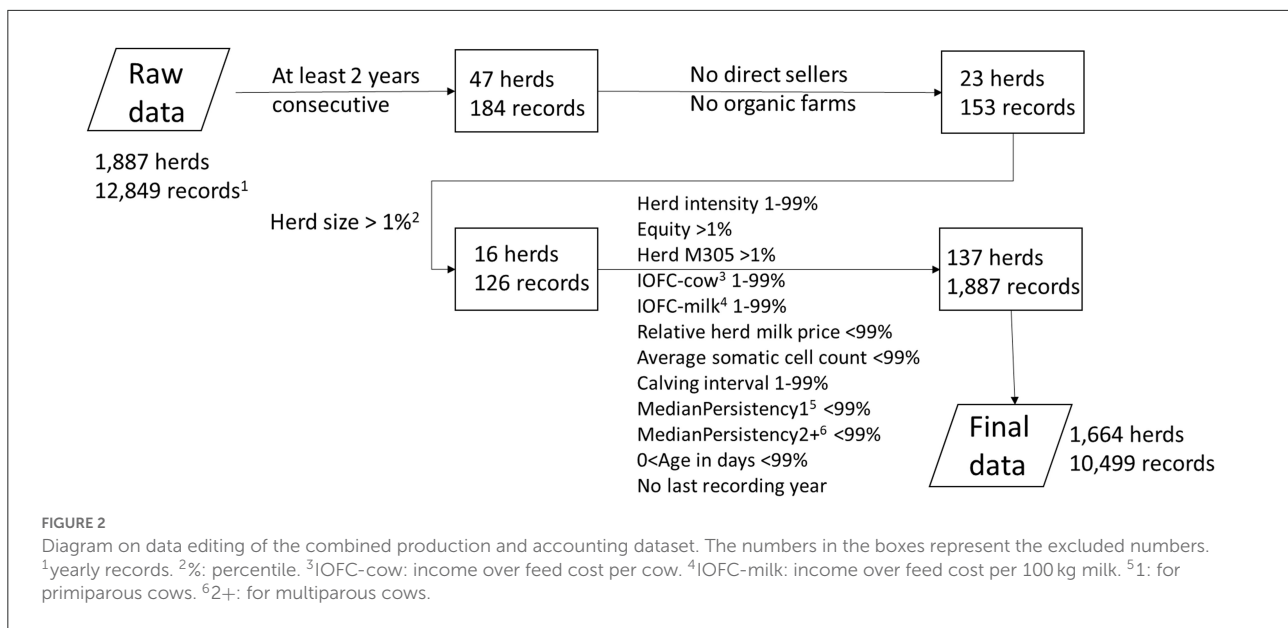 Raw
data
1,887 herds
12,849 records¹
At least 2 years
consecutive
47 herds
184 records
No direct sellers
No organic farms
23 herds
153 records
Herd size > 1%²
16 herds
126 records
Herd intensity 1-99%
Equity >1%
Herd M305 >1%
IOFC-cow³ 1-99%
IOFC-milk⁴ 1-99%
Relative herd milk price <99%
Average somatic cell count <99%
Calving interval 1-99%
MedianPersistency1⁵ <99%
MedianPersistency2+⁶ <99%
0<Age in days <99%
No last recording year
137 herds
1,887 records
Final
data
1,664 herds
10,499 records
FIGURE 2
Diagram on data editing of the combined production and accounting dataset. The numbers in the boxes represent the excluded numbers.
¹yearly records. ²%: percentile. ³IOFC-cow: income over feed cost per cow. ⁴IOFC-milk: income over feed cost per 100 kg milk. ⁵1: for
primiparous cows. ⁶2+: for multiparous cows.